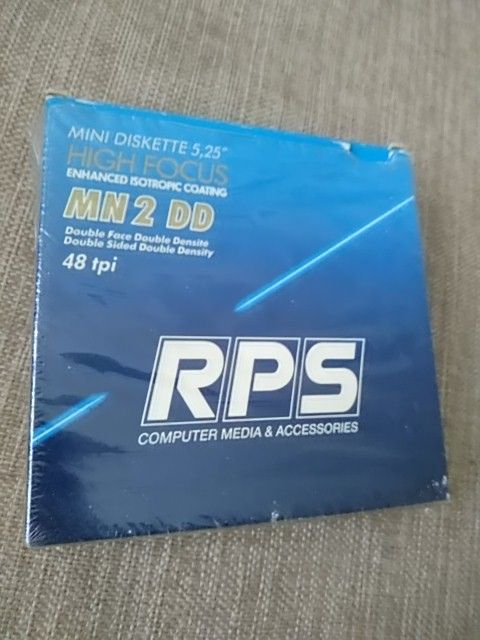 MINI DISKETTE 5,25"
HIGH FOCUS
ENHANCED ISOTROPIC COATING
MN 2 DD
Double Face Double Densite
Double Sided Double Density
48 tpi
RPS
COMPUTER MEDIA & ACCESSORIES